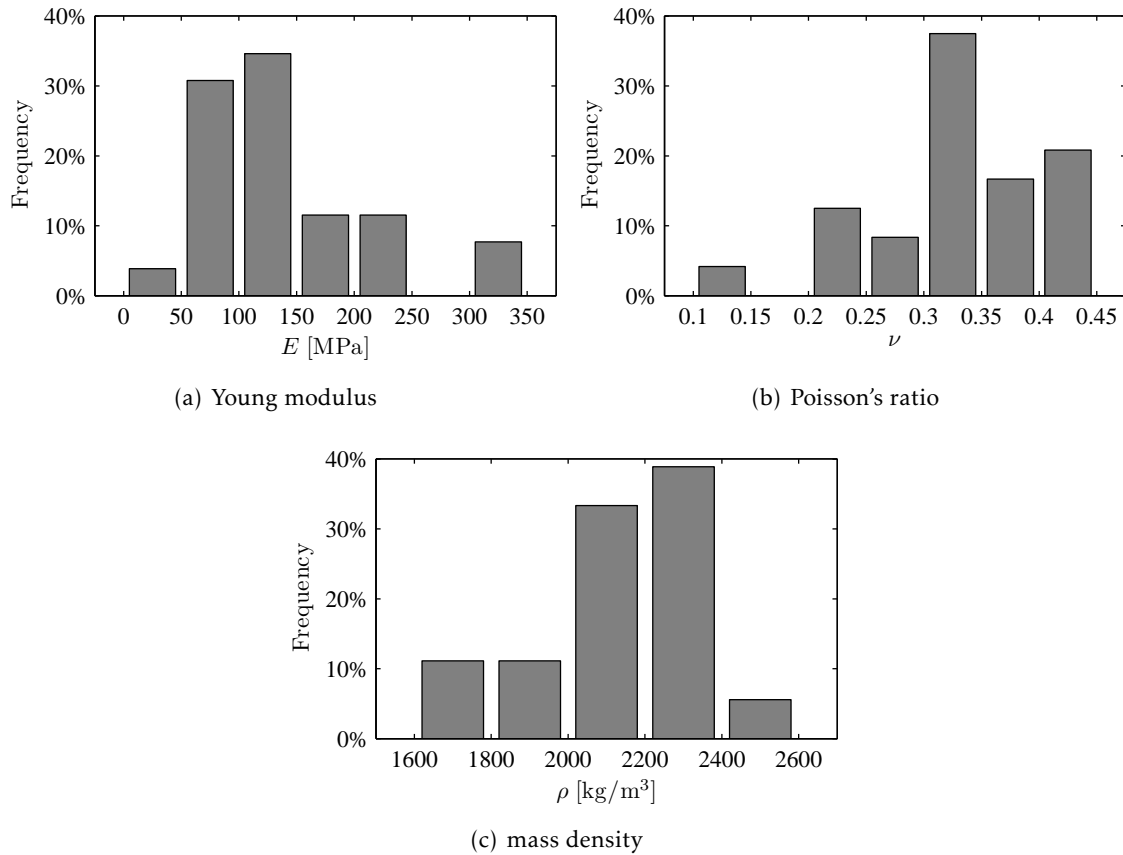 40%
30%
20%
10%
0%
Frequency
0 50 100 150 200 250 300 350
E [MPa]
(a) Young modulus
40%
30%
20%
10%
0%
Frequency
0.1 0.15 0.2 0.25 0.3 0.35 0.4 0.45
ν
(b) Poisson's ratio
40%
30%
20%
10%
0%
Frequency
1600 1800 2000 2200 2400 2600
ρ [kg/m³]
(c) mass density